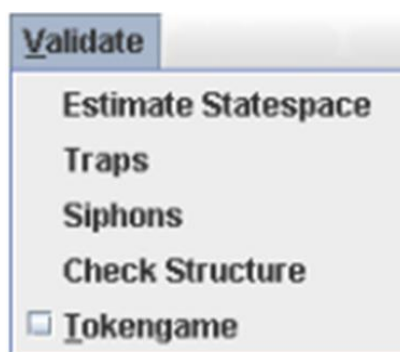 Validate
Estimate Statespace
Traps
Siphons
Check Structure
Tokengame